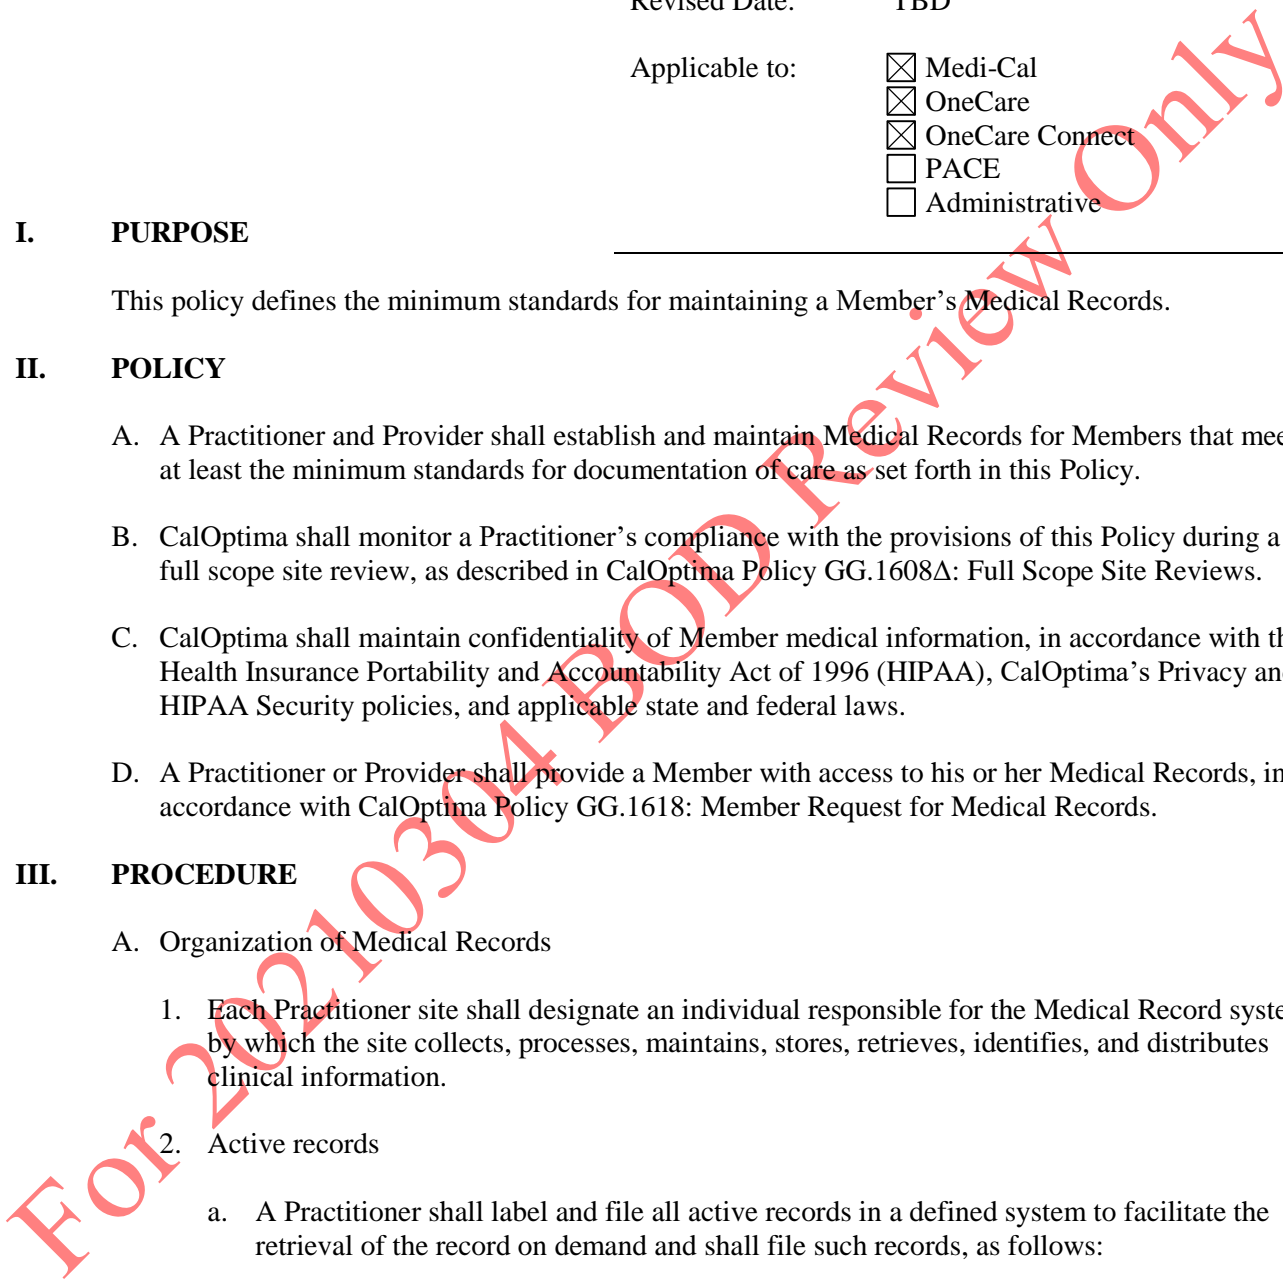 Revised Date: TBD
Applicable to: ☒ Medi-Cal
☒ OneCare
☒ OneCare Connect
☐ PACE
☐ Administrative
I. PURPOSE
This policy defines the minimum standards for maintaining a Member’s Medical Records.
II. POLICY
A. A Practitioner and Provider shall establish and maintain Medical Records for Members that mee
at least the minimum standards for documentation of care as set forth in this Policy.
B. CalOptima shall monitor a Practitioner’s compliance with the provisions of this Policy during a
full scope site review, as described in CalOptima Policy GG.1608Δ: Full Scope Site Reviews.
C. CalOptima shall maintain confidentiality of Member medical information, in accordance with th
Health Insurance Portability and Accountability Act of 1996 (HIPAA), CalOptima’s Privacy an
HIPAA Security policies, and applicable state and federal laws.
D. A Practitioner or Provider shall provide a Member with access to his or her Medical Records, in
accordance with CalOptima Policy GG.1618: Member Request for Medical Records.
III. PROCEDURE
A. Organization of Medical Records
1. Each Practitioner site shall designate an individual responsible for the Medical Record syste
by which the site collects, processes, maintains, stores, retrieves, identifies, and distributes
clinical information.
2. Active records
a. A Practitioner shall label and file all active records in a defined system to facilitate the
retrieval of the record on demand and shall file such records, as follows:
For 20210304 BOD Review Only